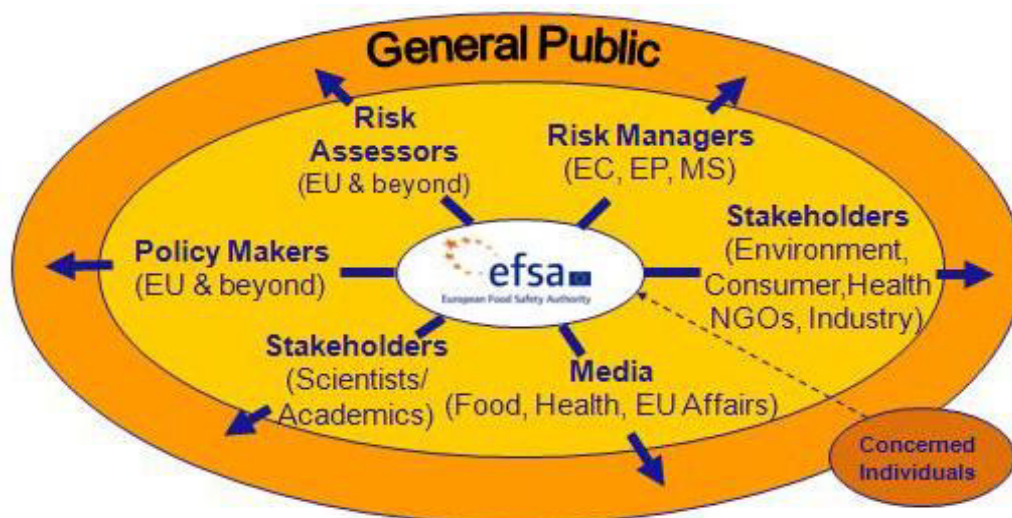 General Public
Risk
Assessors
(EU & beyond)
Risk Managers
(EC, EP, MS)
Policy Makers
(EU & beyond)
efsa
European Food Safety Authority
Stakeholders
(Environment,
Consumer,Health
NGOs, Industry)
Stakeholders
(Scientists/
Academics)
Media
(Food, Health, EU Affairs)
Concerned
Individuals